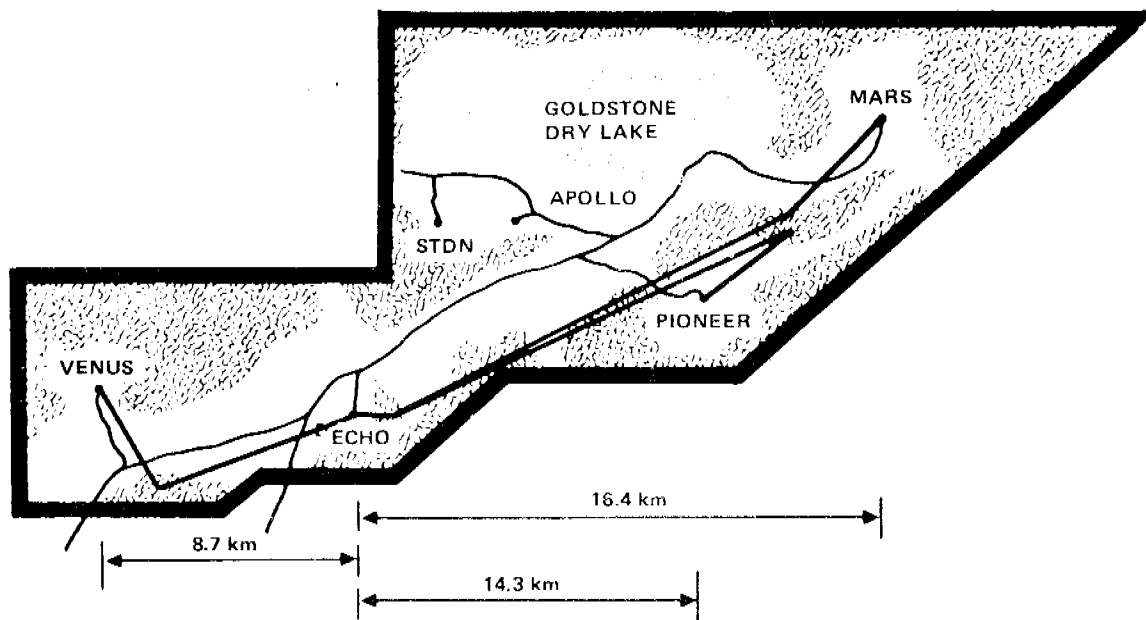 GOLDSTONE
DRY LAKE
MARS
APOLLO
STDN
PIONEER
VENUS
ECHO
16.4 km
8.7 km
14.3 km